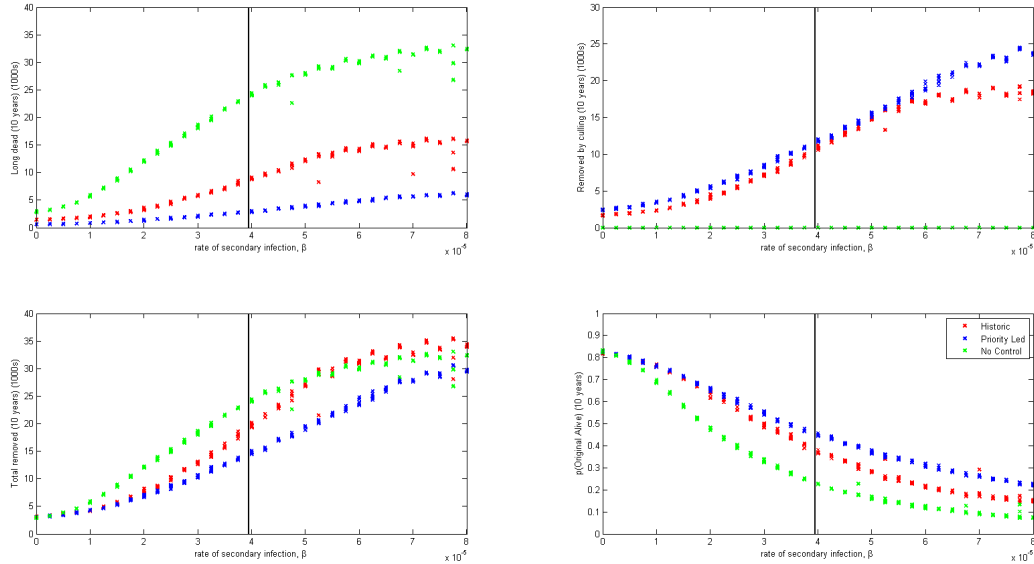 40
35
30
25
20
15
10
5
0
Long dead (10 years) (1000s)
0 1 2 3 4 5 6 7 8
rate of secondary infection, β
x 10⁻⁵
30
25
20
15
10
5
0
Removed by culling (10 years) (1000s)
0 1 2 3 4 5 6 7 8
rate of secondary infection, β
x 10⁻⁵
40
35
30
25
20
15
10
5
0
Total removed (10 years) (1000s)
0 1 2 3 4 5 6 7 8
rate of secondary infection, β
x 10⁻⁵
1
0.9
0.8
0.7
0.6
0.5
0.4
0.3
0.2
0.1
0
p(Original Alive) (10 years)
Historic
Priority Led
No Control
0 1 2 3 4 5 6 7 8
rate of secondary infection, β
x 10⁻⁵